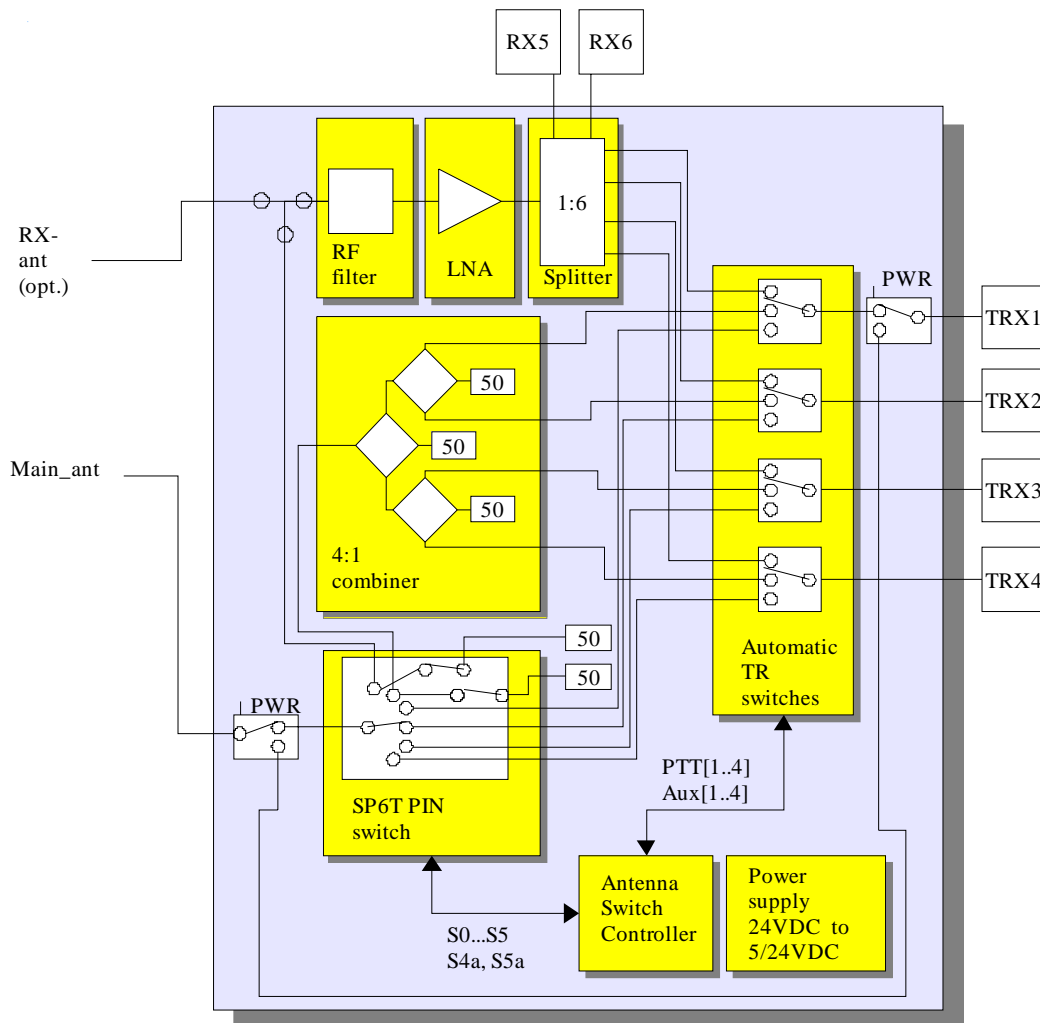 RX5
RX6
1:6
RX-
ant
(opt.)
RF
filter
LNA
Splitter
PWR
TRX1
50
TRX2
50
Main_ant
TRX3
50
4:1
combiner
TRX4
50
Automatic
TR
switches
50
PWR
PTT[1..4]
Aux[1..4]
SP6T PIN
switch
Antenna
Switch
Controller
Power
supply
24VDC to
5/24VDC
S0...S5
S4a, S5a